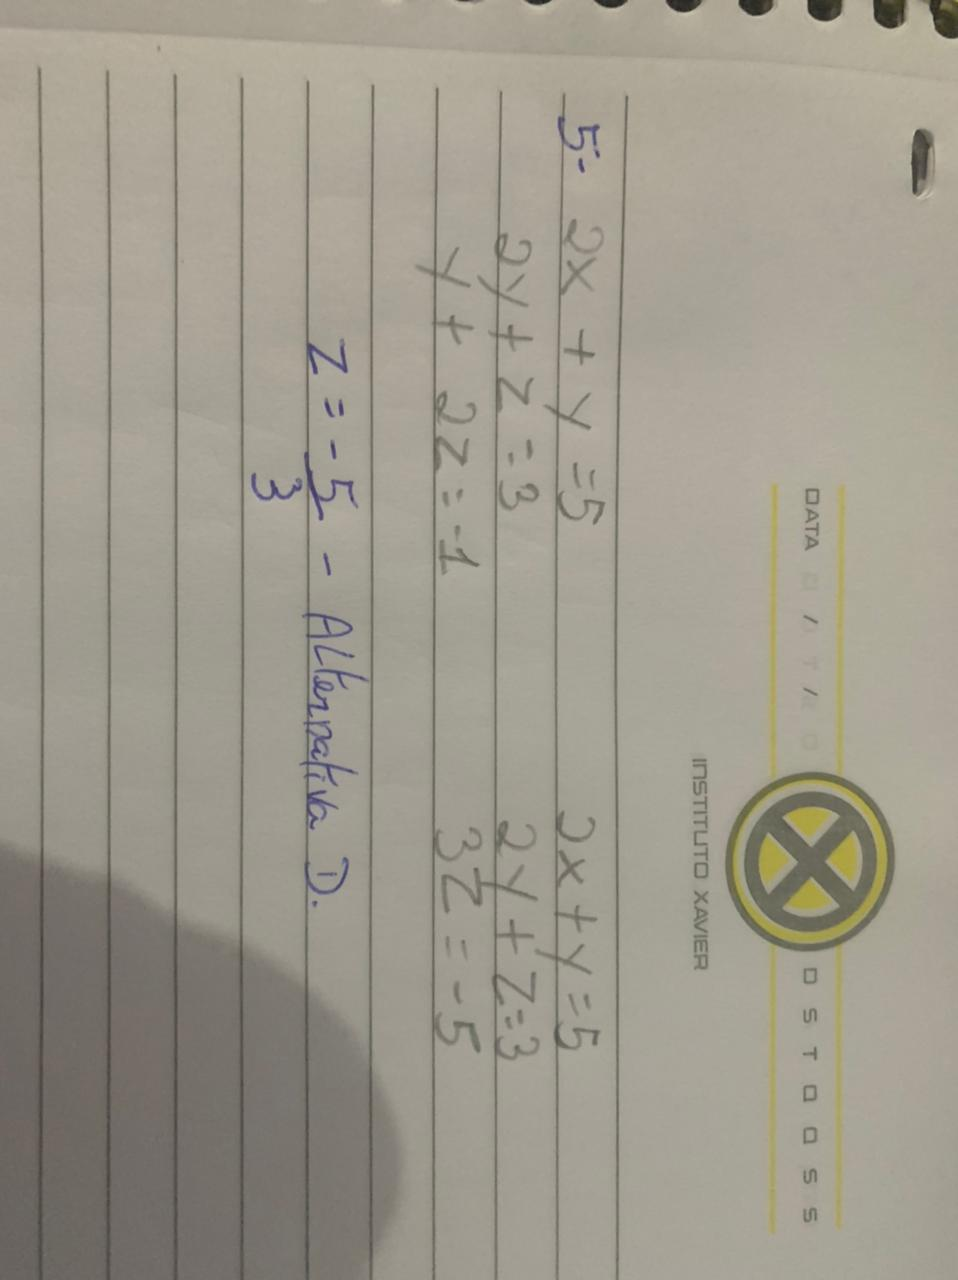 DATA / /
INSTITUTO XAVIER
D S T Q Q S S
5- 2x + y = 5
2y + z = 3
y + 2z = -1
2x + y = 5
2y + z = 3
3z = -5
z = -5/3 - Alternativa D.